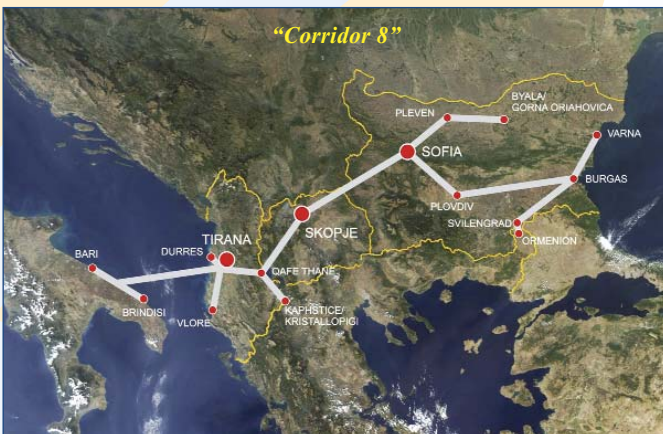 “Corridor 8”
BYALA/
GORNA ORIAHOVICA
PLEVEN
VARNA
SOFIA
BURGAS
PLOVDIV
SVILENGRAD
ORMENION
SKOPJE
TIRANA
DURRES
BARI
QAFE THANE
BRINDISI
VLORE
KAPHSTICE/
KRISTALLOPIGI